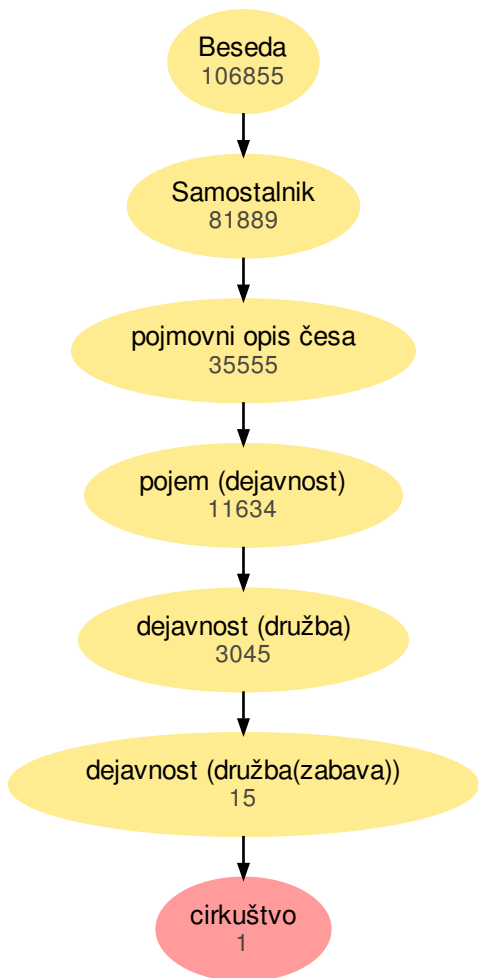 Beseda
106855
Samostalnik
81889
pojmovni opis česa
35555
pojem (dejavnost)
11634
dejavnost (družba)
3045
dejavnost (družba(zabava))
15
cirkuštvo
1